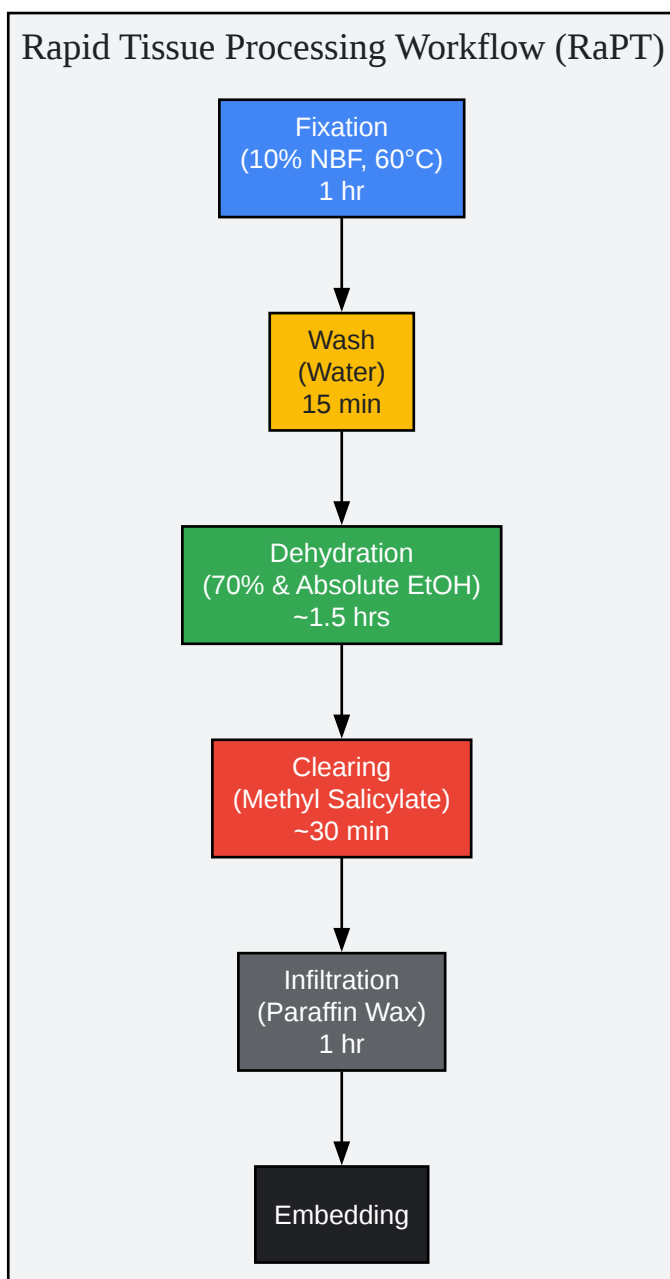 Rapid Tissue Processing Workflow (RaPT)
Fixation
(10% NBF, 60°C)
1 hr
Wash
(Water)
15 min
Dehydration
(70% & Absolute EtOH)
~1.5 hrs
Clearing
(Methyl Salicylate)
~30 min
Infiltration
(Paraffin Wax)
1 hr
Embedding